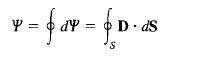 Ψ = ∮ dΨ = ∮_S D · dS